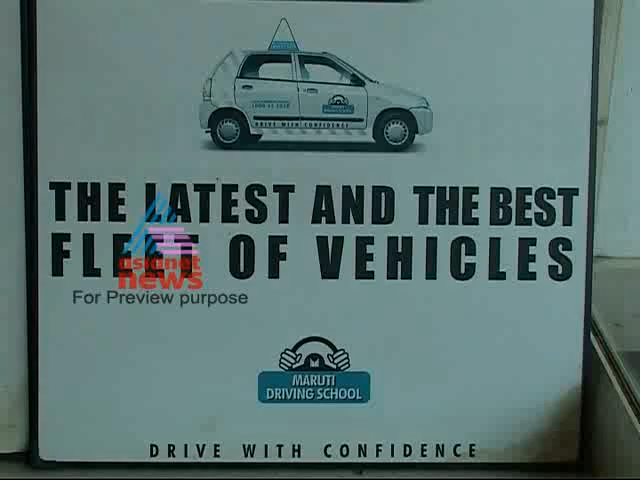 DRIVE WITH CONFIDENCE
THE LATEST AND THE BEST
FLEET OF VEHICLES
asianet
news
For Preview purpose
MARUTI
DRIVING SCHOOL
DRIVE WITH CONFIDENCE